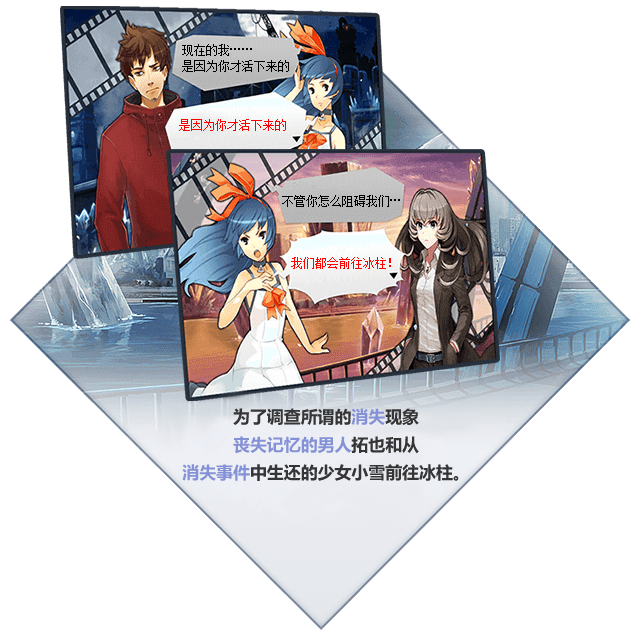 现在的我……
是因为你才活下来的
是因为你才活下来的
不管你怎么阻碍我们…
我们都会前往冰柱！
为了调查所谓的消失现象
丧失记忆的男人拓也和从
消失事件中生还的少女小雪前往冰柱。